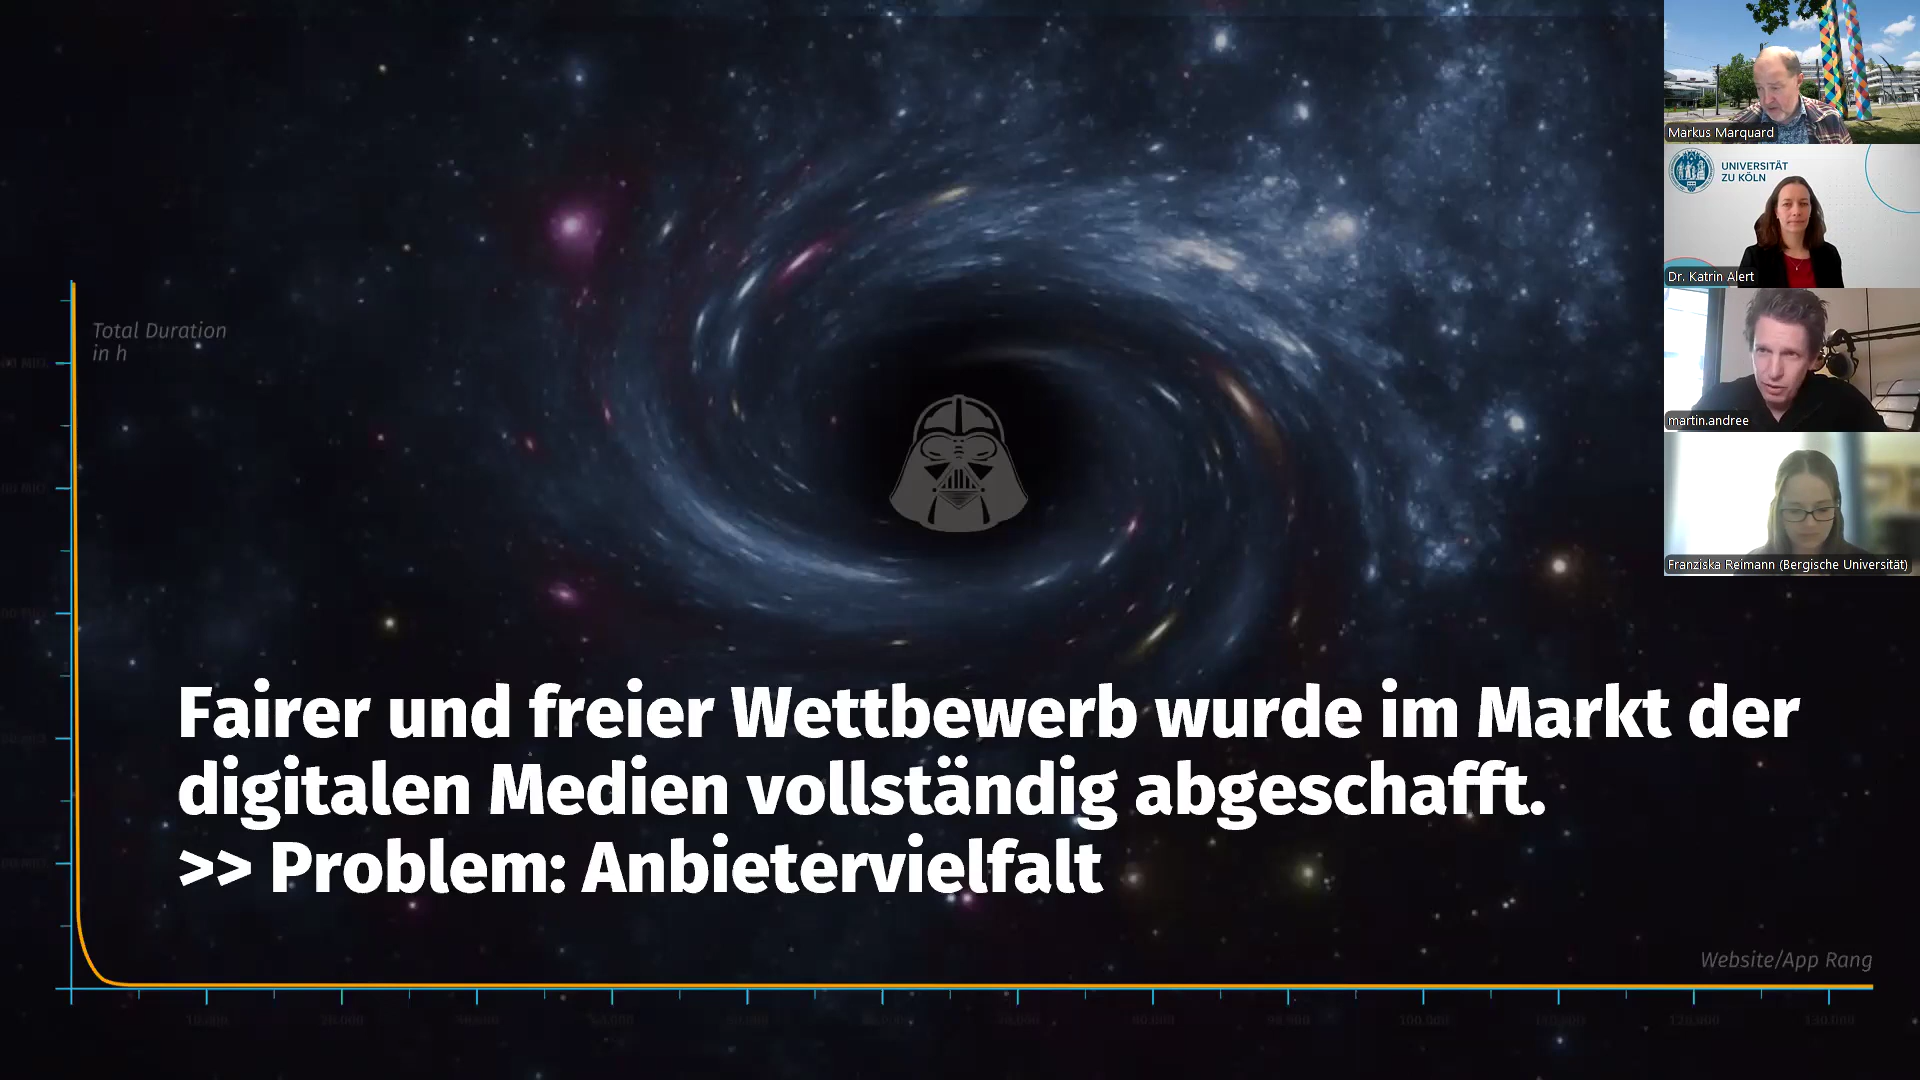 Total Duration
in h
Fairer und freier Wettbewerb wurde im Markt der
digitalen Medien vollständig abgeschafft.
>> Problem: Anbietervielfalt
Website/App Rang
Markus Marquard
UNIVERSITÄT
ZU KÖLN
Dr. Katrin Alert
martin.andree
Franziska Reimann (Bergische Universität)